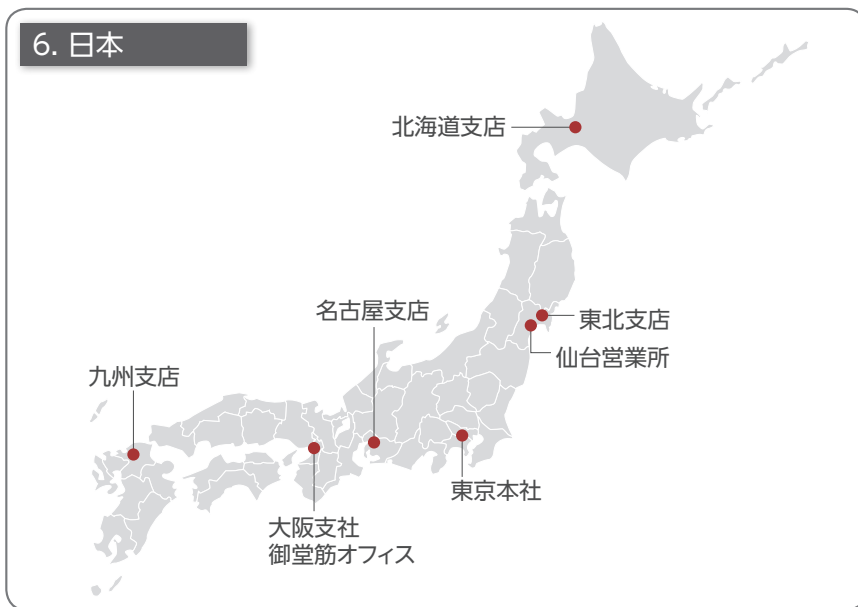 6. 日本
北海道支店
名古屋支店
東北支店
仙台営業所
九州支店
東京本社
大阪支社
御堂筋オフィス